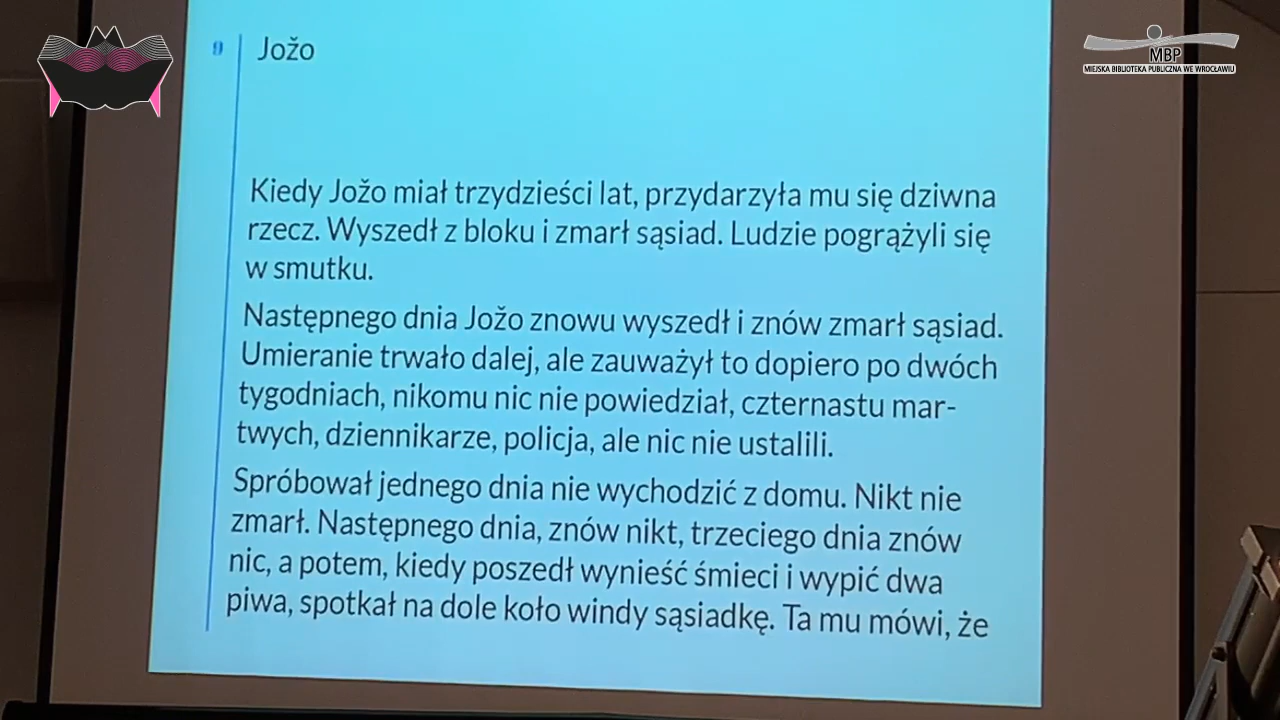 9
Jožo
MBP
MIEJSKA BIBLIOTEKA PUBLICZNA WE WROCŁAWIU
Kiedy Jožo miał trzydzieści lat, przydarzyła mu się dziwna
rzecz. Wyszedł z bloku i zmarł sąsiad. Ludzie pogrążyli się
w smutku.
Następnego dnia Jožo znowu wyszedł i znów zmarł sąsiad.
Umieranie trwało dalej, ale zauważył to dopiero po dwóch
tygodniach, nikomu nic nie powiedział, czternastu mar-
twych, dziennikarze, policja, ale nic nie ustalili.
Spróbował jednego dnia nie wychodzić z domu. Nikt nie
zmarł. Następnego dnia, znów nikt, trzeciego dnia znów
nic, a potem, kiedy poszedł wynieść śmieci i wypić dwa
piwa, spotkał na dole koło windy sąsiadkę. Ta mu mówi, że